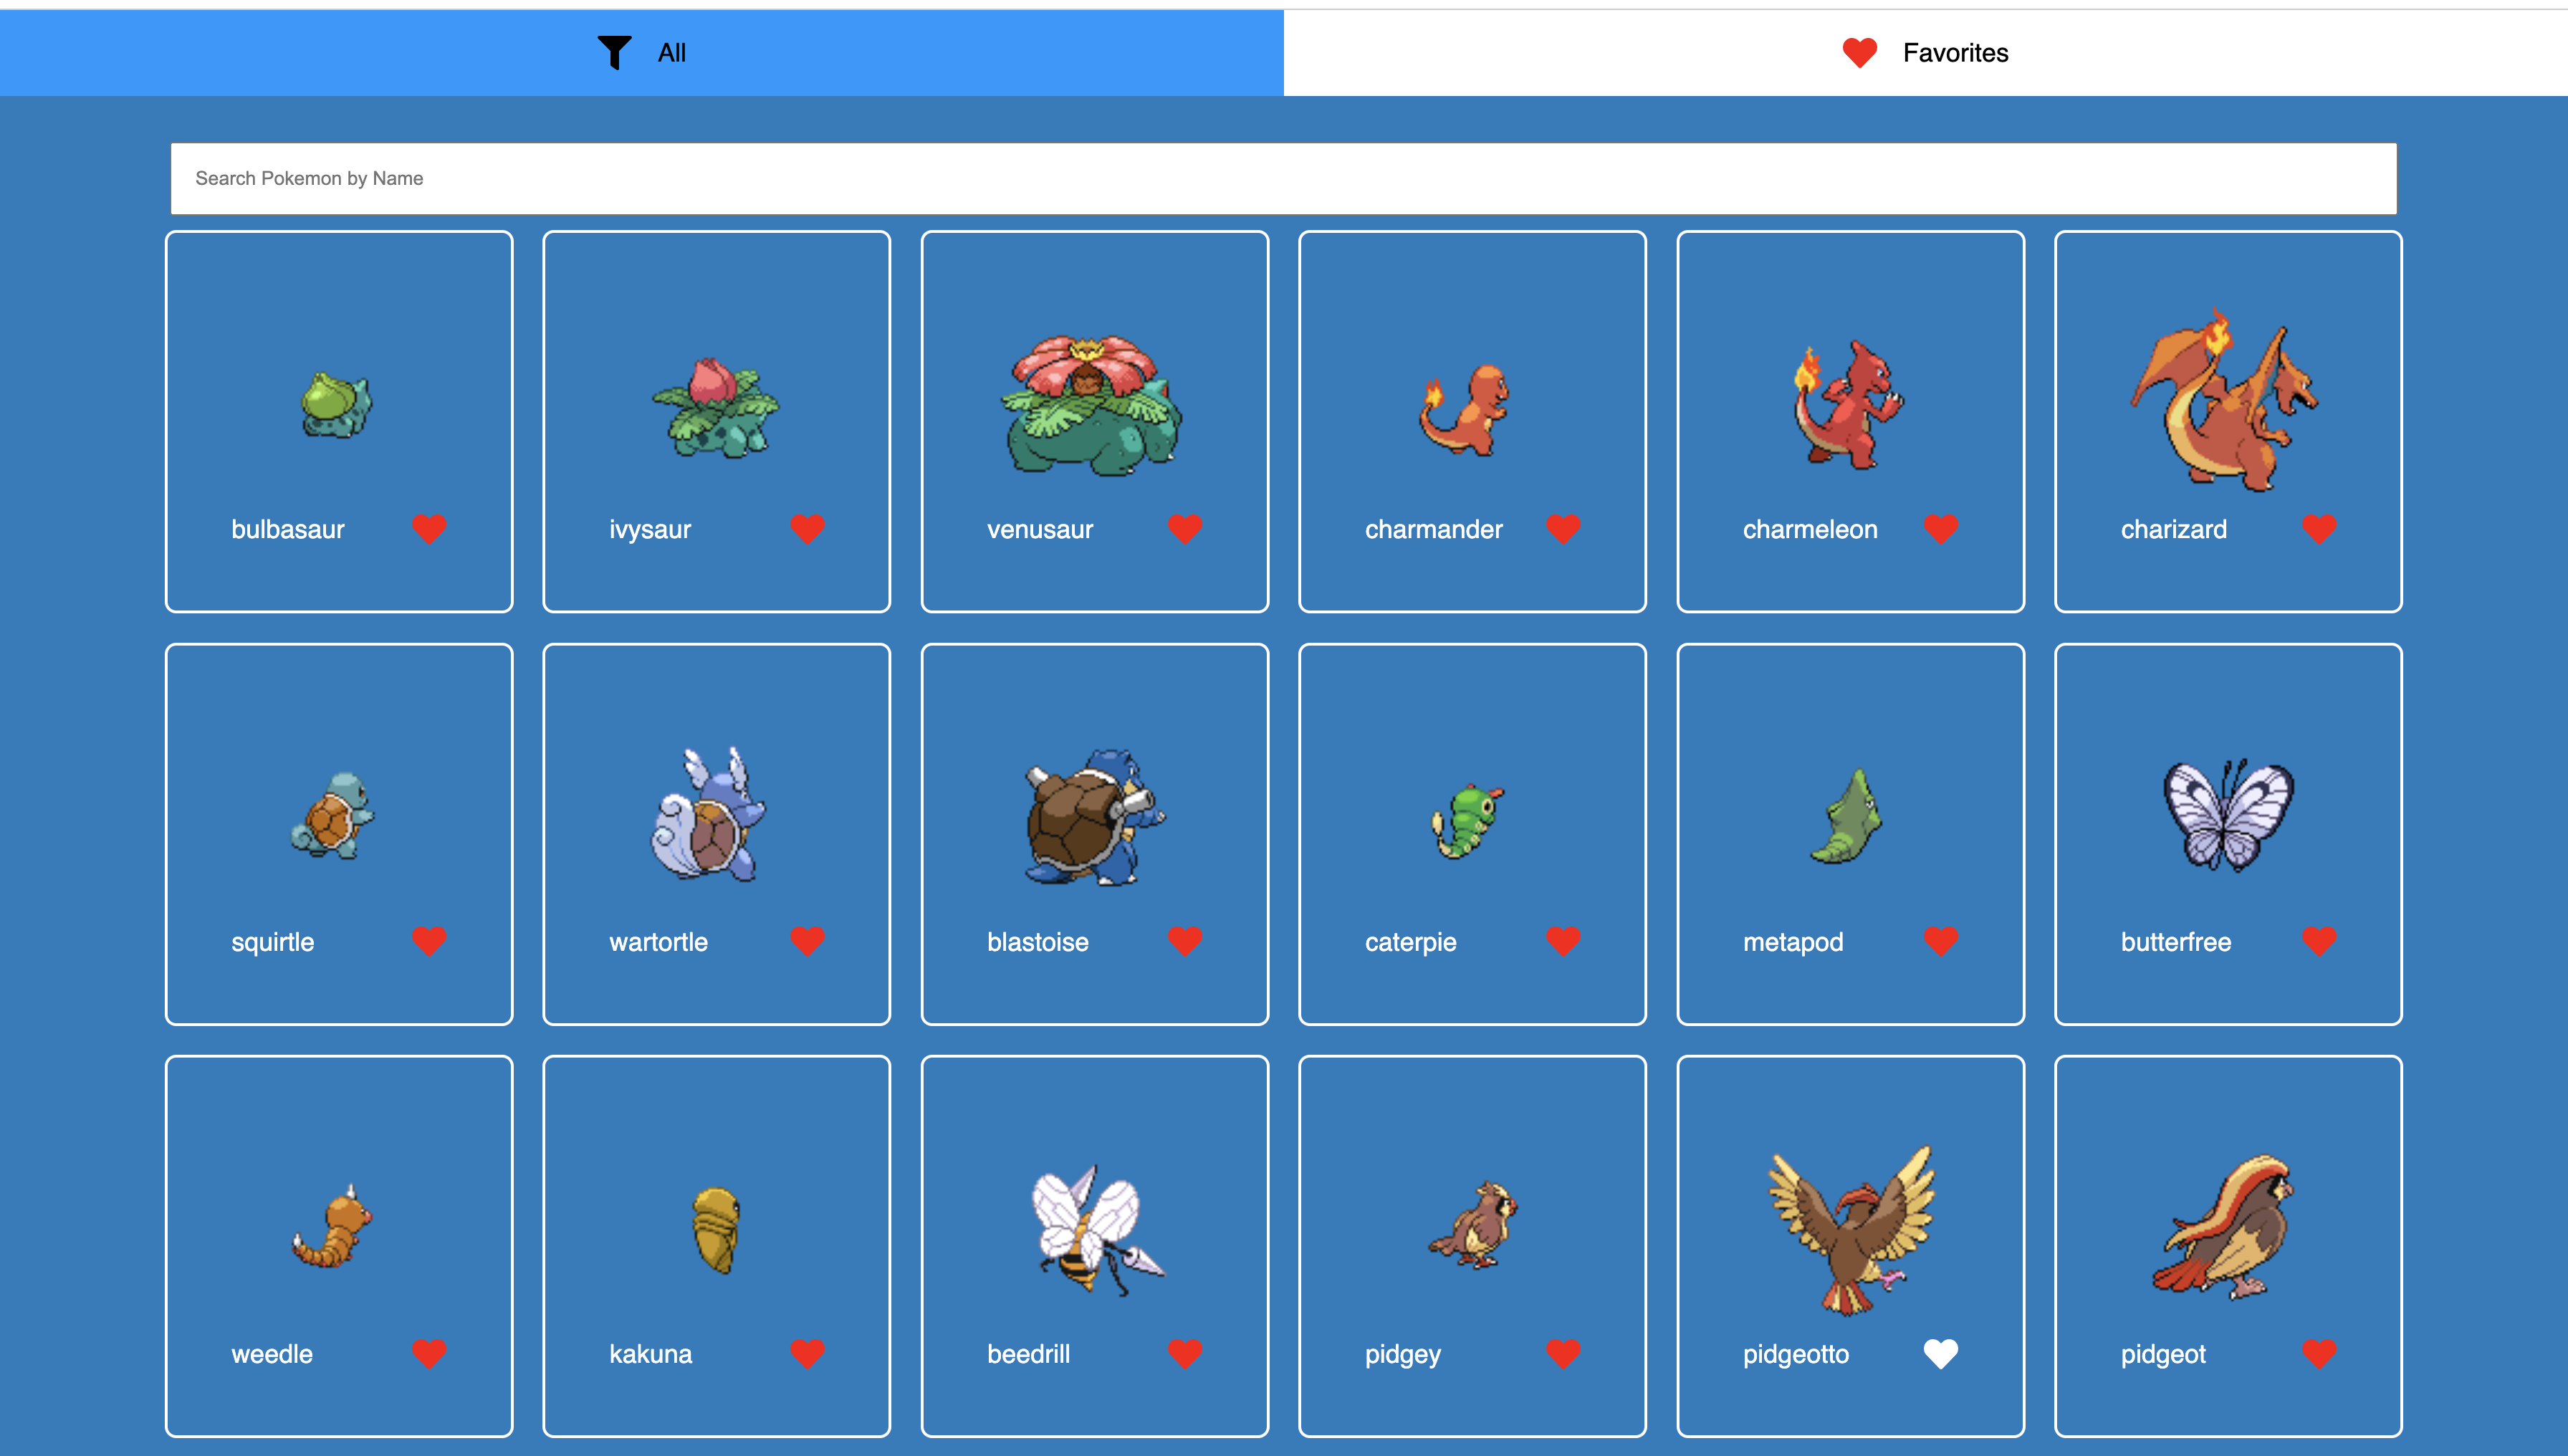 All
Favorites
Search Pokemon by Name
bulbasaur
ivysaur
venusaur
charmander
charmeleon
charizard
squirtle
wartortle
blastoise
caterpie
metapod
butterfree
weedle
kakuna
beedrill
pidgey
pidgeotto
pidgeot